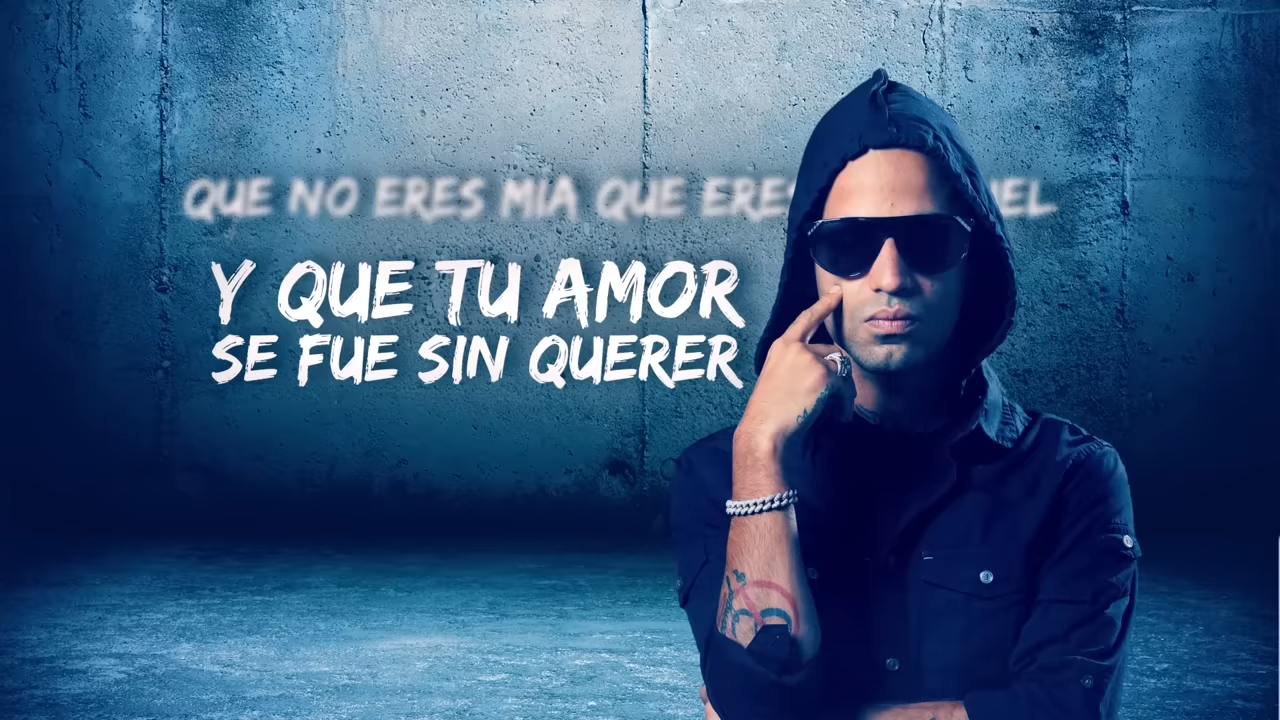 QUE NO ERES MIA QUE ERES
Y QUE TU AMOR
SE FUE SIN QUERER